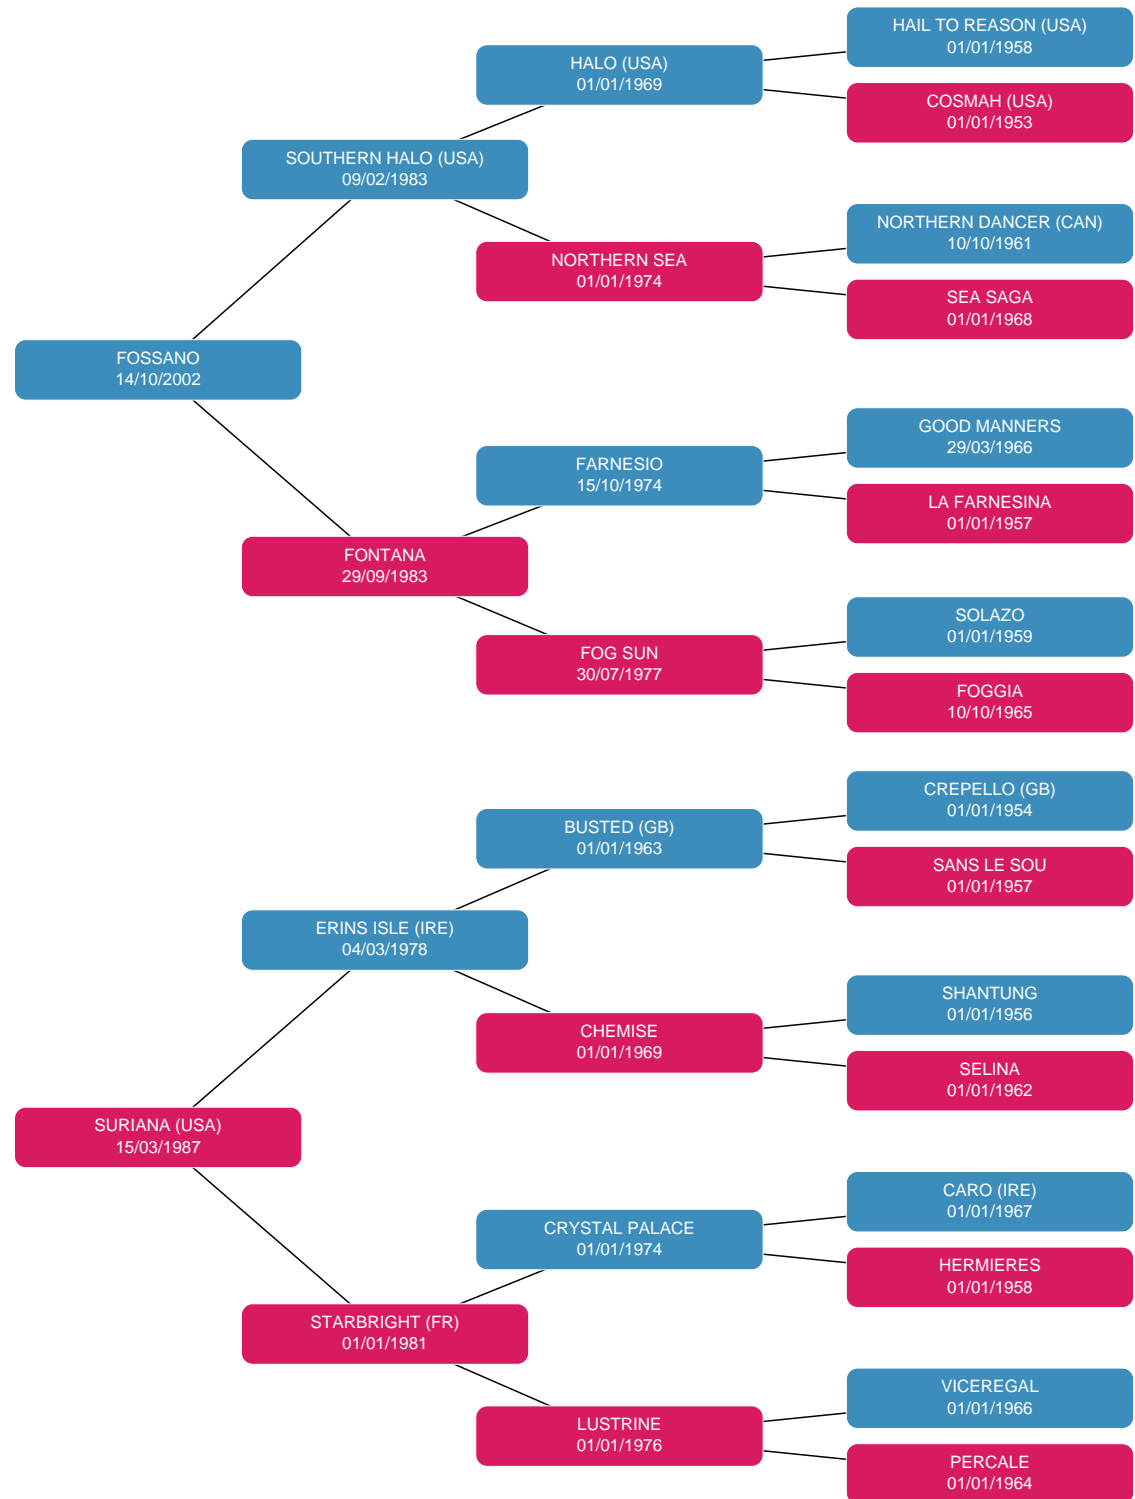 HAIL TO REASON (USA)
01/01/1958
HALO (USA)
01/01/1969
COSMAH (USA)
01/01/1953
SOUTHERN HALO (USA)
09/02/1983
NORTHERN DANCER (CAN)
10/10/1961
NORTHERN SEA
01/01/1974
SEA SAGA
01/01/1968
FOSSANO
14/10/2002
GOOD MANNERS
29/03/1966
FARNESIO
15/10/1974
LA FARNESINA
01/01/1957
FONTANA
29/09/1983
SOLAZO
01/01/1959
FOG SUN
30/07/1977
FOGGIA
10/10/1965
CREPELLO (GB)
01/01/1954
BUSTED (GB)
01/01/1963
SANS LE SOU
01/01/1957
ERINS ISLE (IRE)
04/03/1978
SHANTUNG
01/01/1956
CHEMISE
01/01/1969
SELINA
01/01/1962
SURIANA (USA)
15/03/1987
CARO (IRE)
01/01/1967
CRYSTAL PALACE
01/01/1974
HERMIERES
01/01/1958
STARBRIGHT (FR)
01/01/1981
VICEREGAL
01/01/1966
LUSTRINE
01/01/1976
PERCALE
01/01/1964